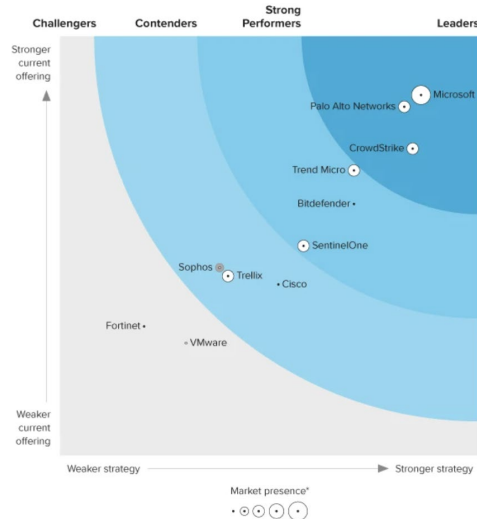 Challengers
Contenders
Strong
Performers
Leaders
Stronger
current
offering
Microsoft
Palo Alto Networks
CrowdStrike
Trend Micro
Bitdefender
SentinelOne
Sophos
Trellix
Cisco
Fortinet
VMware
Weaker
current
offering
Weaker strategy
Stronger strategy
Market presence*